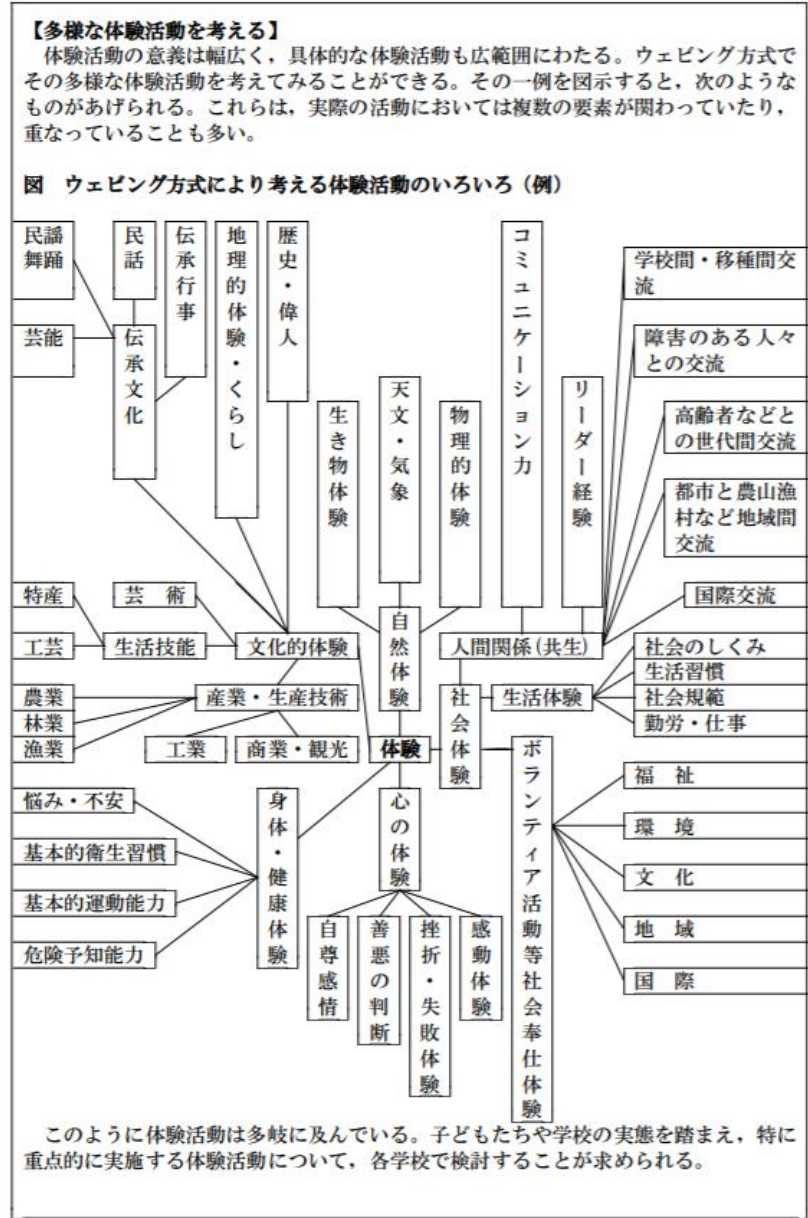 【多様な体験活動を考える】
体験活動の意義は幅広く，具体的な体験活動も広範囲にわたる。ウェビング方式で
その多様な体験活動を考えてみることができる。その一例を図示すると，次のような
ものがあげられる。これらは，実際の活動においては複数の要素が関わっていたり，
重なっていることも多い。
図　ウェビング方式により考える体験活動のいろいろ（例）
民謡
舞踊
民話
伝承行事
地理的体験・くらし
歴史・偉人
コミュニケーション力
学校間・移種間交
流
芸能
伝承文化
障害のある人々
との交流
生き物体験
天文・気象
物理的体験
リーダー経験
高齢者などと
の世代間交流
都市と農山漁
村など地域間
交流
特産
芸　術
国際交流
工芸
生活技能
文化的体験
自然体験
人間関係(共生)
社会のしくみ
生活習慣
農業
産業・生産技術
社会体験
生活体験
社会規範
林業
勤労・仕事
漁業
工業
商業・観光
体験
ボランティア活動等社会奉仕体験
福　祉
悩み・不安
身体・健康体験
心の体験
環　境
基本的衛生習慣
文　化
基本的運動能力
地　域
危険予知能力
自尊感情
善悪の判断
挫折・失敗体験
感動体験
国　際
このように体験活動は多岐に及んでいる。子どもたちや学校の実態を踏まえ，特に
重点的に実施する体験活動について，各学校で検討することが求められる。